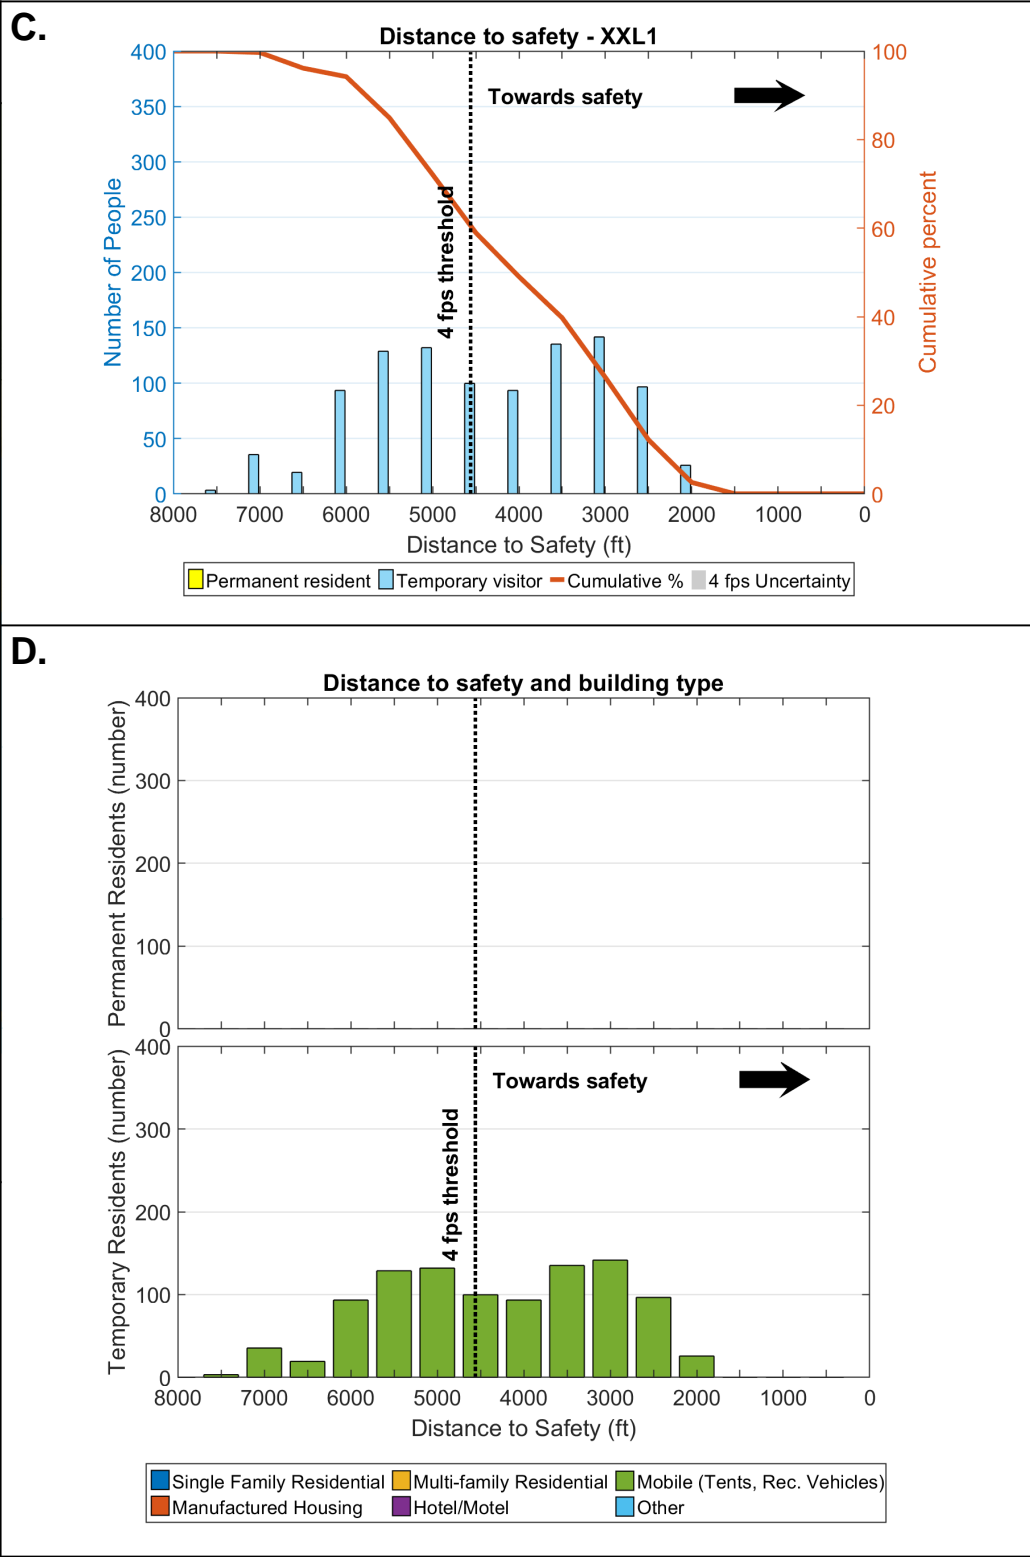 C.
Distance to safety - XXL1
400
350
300
250
200
150
100
50
0
Number of People
100
80
60
40
20
0
Cumulative percent
Towards safety
4 fps threshold
8000 7000 6000 5000 4000 3000 2000 1000 0
Distance to Safety (ft)
Permanent resident Temporary visitor Cumulative % 4 fps Uncertainty
D.
Distance to safety and building type
400
300
200
100
0
Permanent Residents (number)
400
300
200
100
0
Temporary Residents (number)
Towards safety
4 fps threshold
8000 7000 6000 5000 4000 3000 2000 1000 0
Distance to Safety (ft)
Single Family Residential Multi-family Residential Mobile (Tents, Rec. Vehicles)
Manufactured Housing Hotel/Motel Other